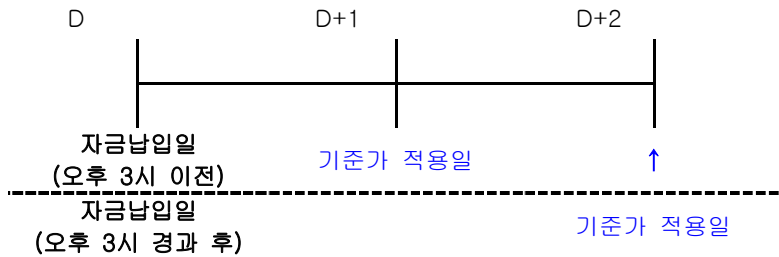 D D+1 D+2
자금납입일
(오후 3시 이전)
기준가 적용일
↑
자금납입일
(오후 3시 경과 후)
기준가 적용일